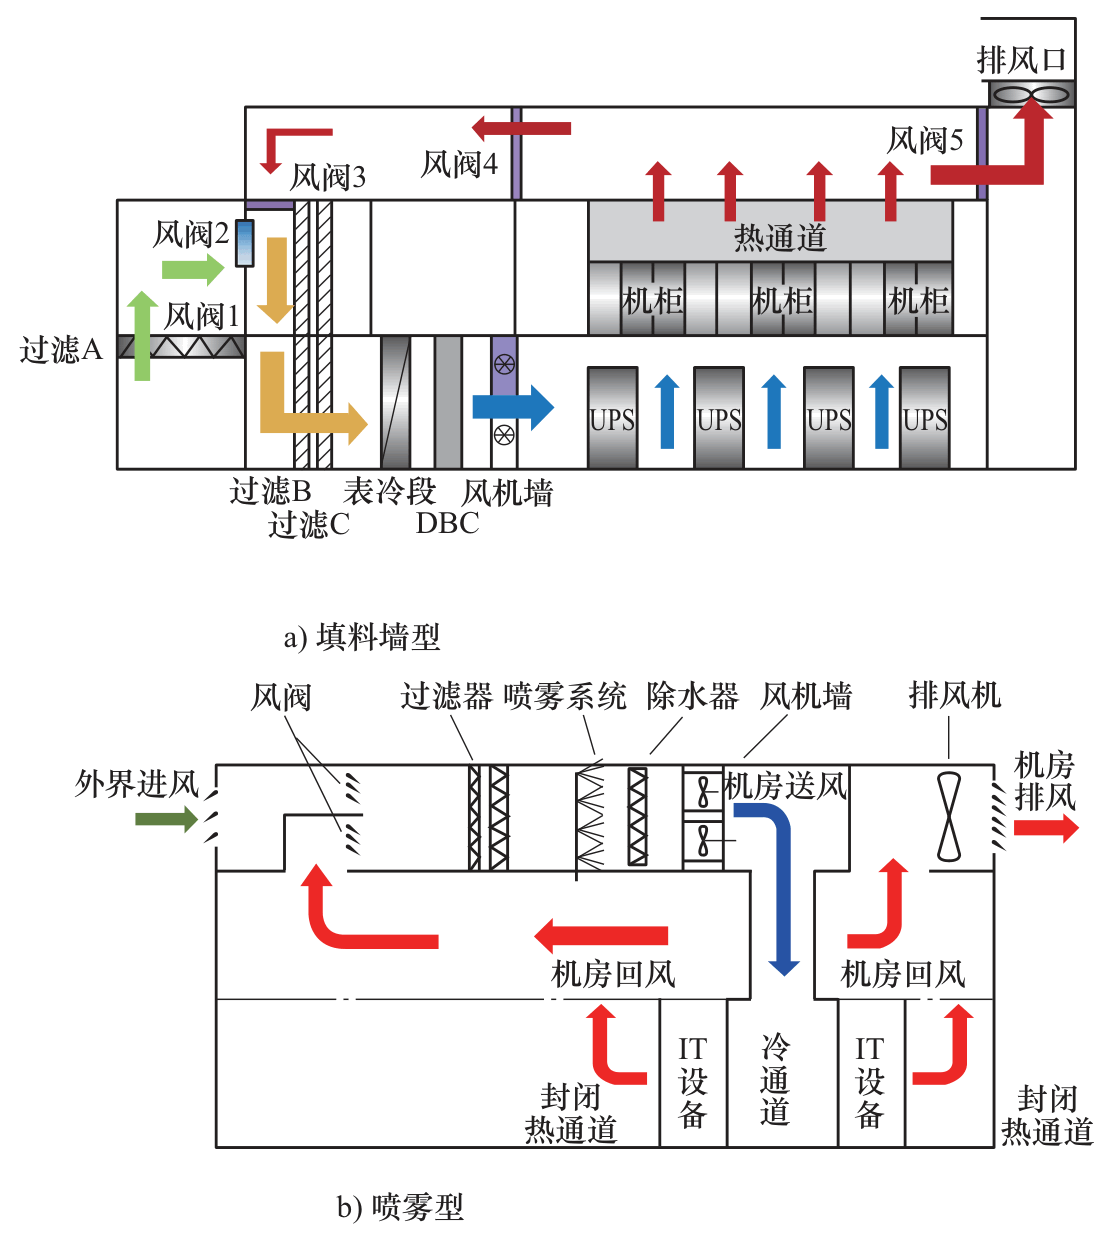 排风口
风阀5
风阀4
风阀3
热通道
风阀2
机柜
机柜
机柜
风阀1
过滤A
UPS
UPS
UPS
UPS
过滤B
表冷段
风机墙
过滤C
DBC
a) 填料墙型
风阀
过滤器
喷雾系统
除水器
风机墙
排风机
外界进风
机房送风
机房
排风
机房回风
机房回风
IT
设
备
冷
通
道
IT
设
备
封闭
热通道
封闭
热通道
b) 喷雾型